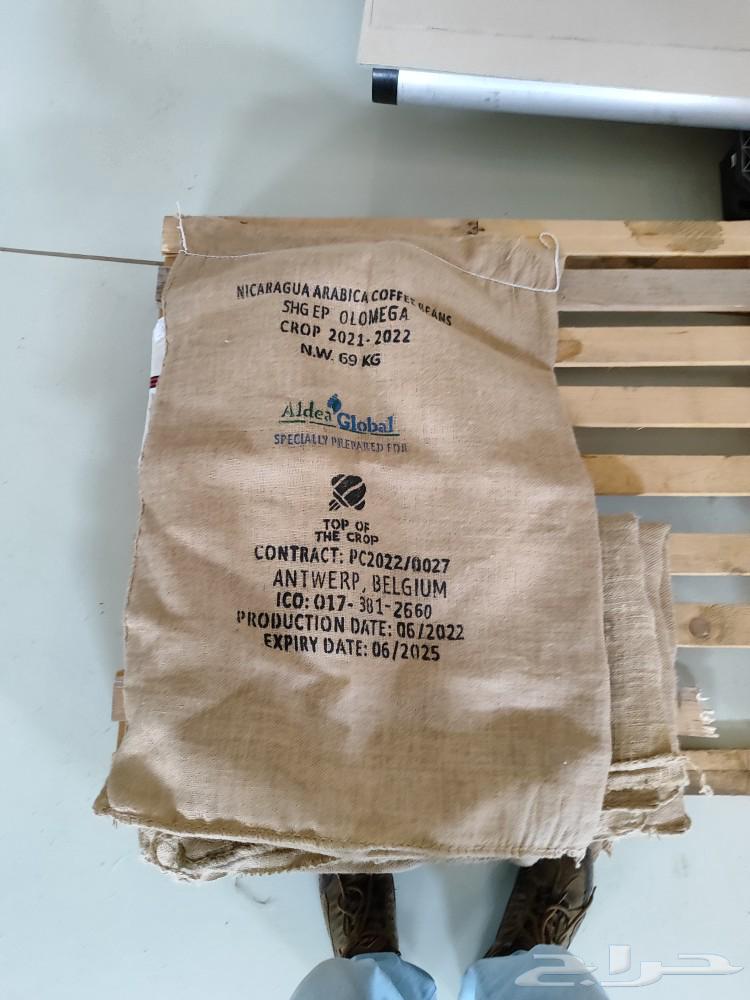 NICARAGUA ARABICA COFFEE BEANS
SHG EP OLOMEGA
CROP 2021-2022
N.W. 69 KG
Aldea Global
SPECIALLY PREPARED FOR
TOP OF
THE CROP
CONTRACT: PC2022/0027
ANTWERP, BELGIUM
ICO: 017-381-2660
PRODUCTION DATE: 06/2022
EXPIRY DATE: 06/2025
حراج